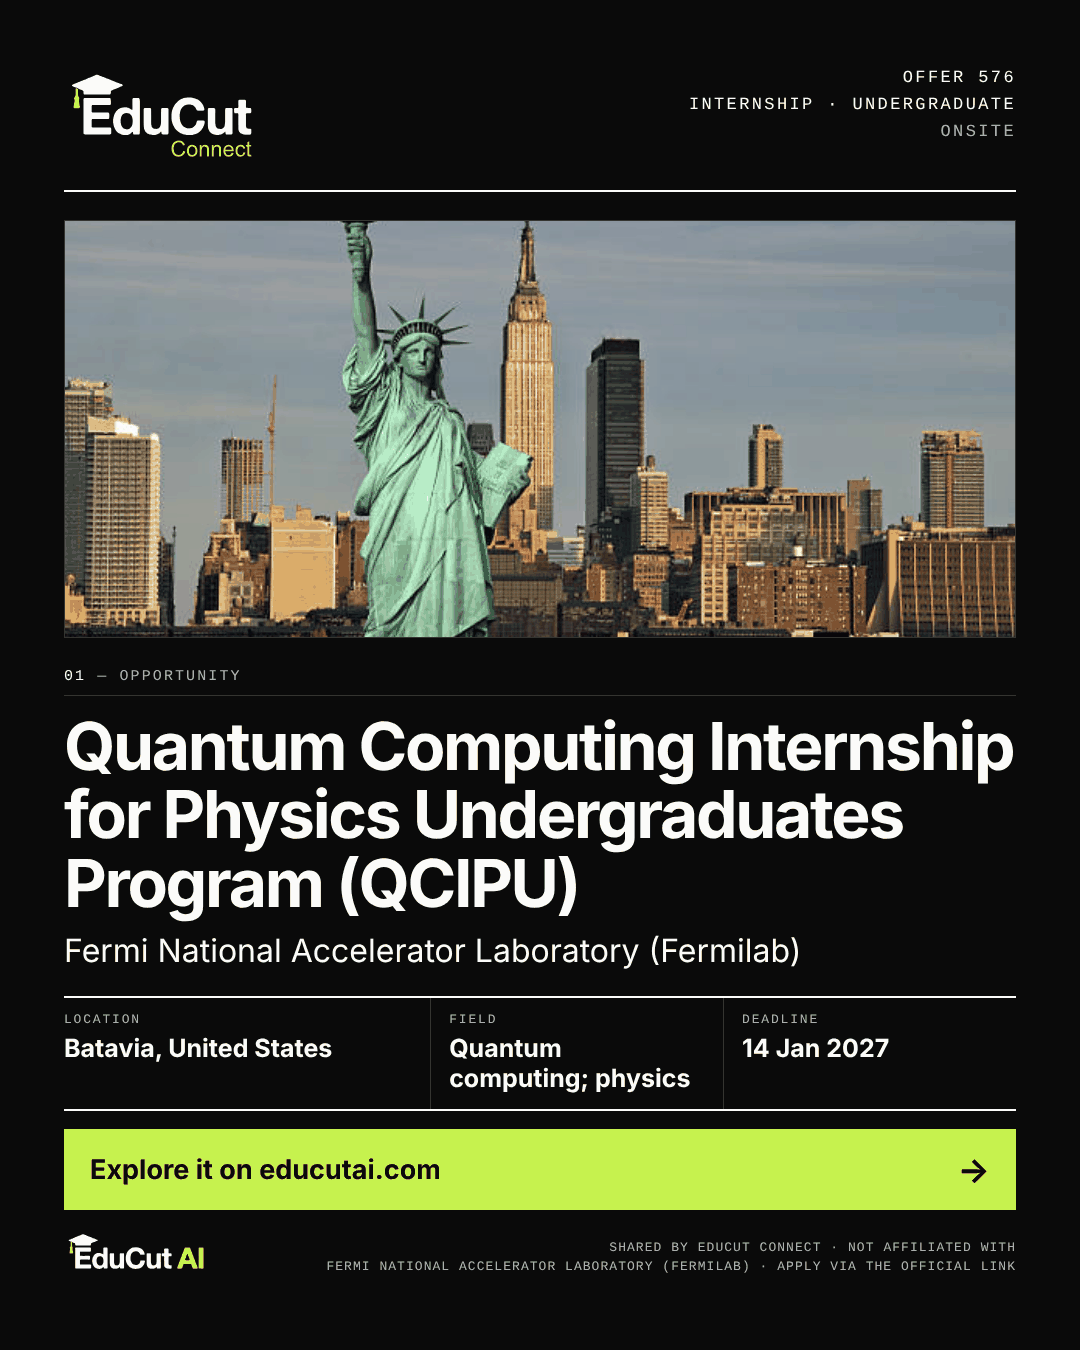 EduCut
Connect
OFFER 576
INTERNSHIP · UNDERGRADUATE
ONSITE
01 — OPPORTUNITY
Quantum Computing Internship
for Physics Undergraduates
Program (QCIPU)
Fermi National Accelerator Laboratory (Fermilab)
LOCATION
Batavia, United States
FIELD
Quantum
computing; physics
DEADLINE
14 Jan 2027
Explore it on educutai.com
EduCut AI
SHARED BY EDUCUT CONNECT · NOT AFFILIATED WITH
FERMI NATIONAL ACCELERATOR LABORATORY (FERMILAB) · APPLY VIA THE OFFICIAL LINK